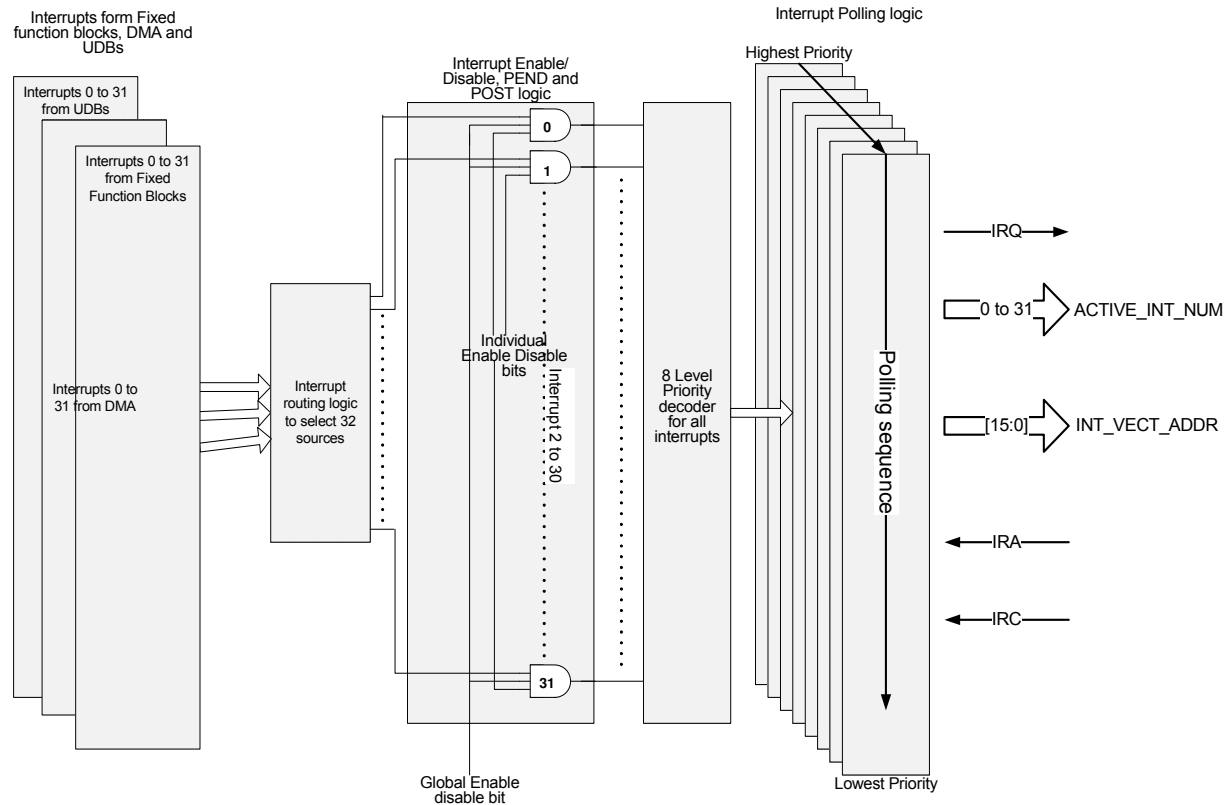 Interrupts form Fixed
function blocks, DMA and
UDBs
Interrupts 0 to 31
from UDBs
Interrupts 0 to 31
from Fixed
Function Blocks
Interrupts 0 to
31 from DMA
Interrupt
routing logic
to select 32
sources
Interrupt Enable/
Disable, PEND and
POST logic
0
1
Individual
Enable Disable
bits
Interrupt 2 to 30
31
Global Enable
disable bit
8 Level
Priority
decoder
for all
interrupts
Interrupt Polling logic
Highest Priority
Polling sequence
Lowest Priority
IRQ
0 to 31
ACTIVE_INT_NUM
[15:0]
INT_VECT_ADDR
IRA
IRC